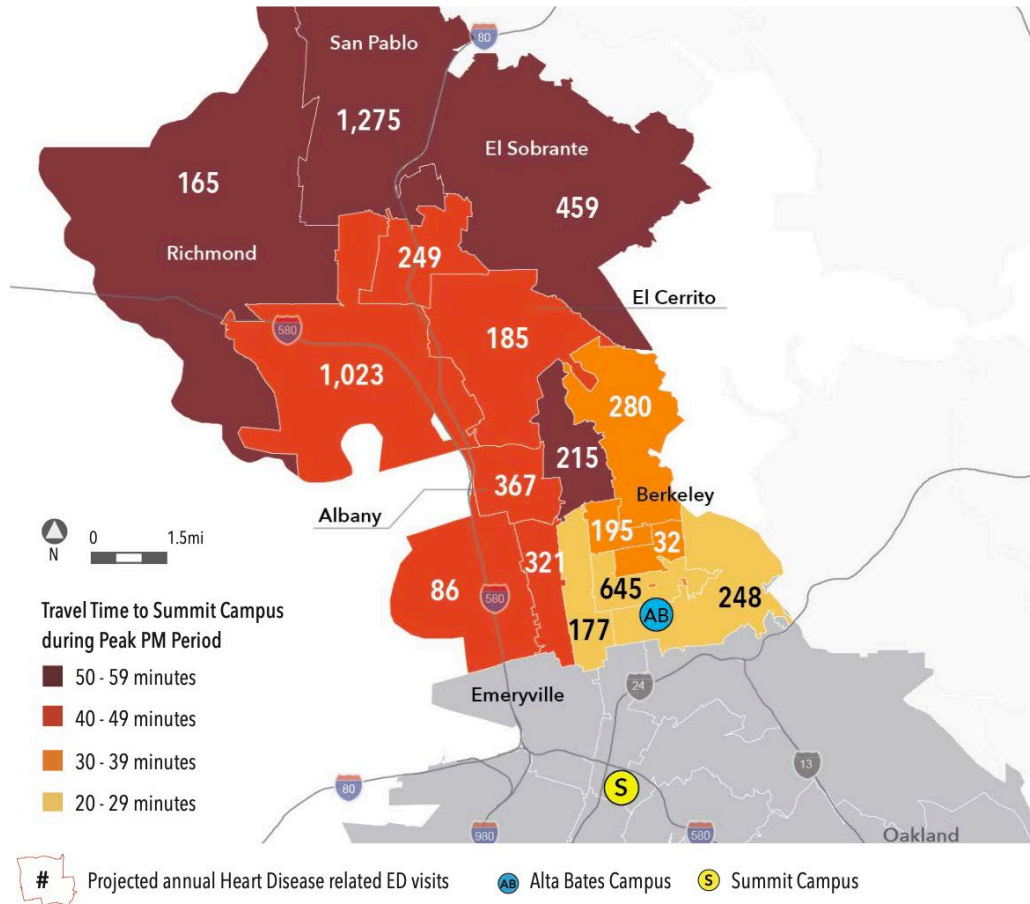 San Pablo
80
1,275
El Sobrante
165
459
Richmond
249
El Cerrito
580
185
1,023
280
215
367
Berkeley
Albany
195
32
N
0 1.5mi
321
645
86
580
248
AB
177
Travel Time to Summit Campus
during Peak PM Period
50 - 59 minutes
40 - 49 minutes
30 - 39 minutes
20 - 29 minutes
Emeryville
24
13
80
S
980
580
Oakland
# Projected annual Heart Disease related ED visits
AB Alta Bates Campus
S Summit Campus